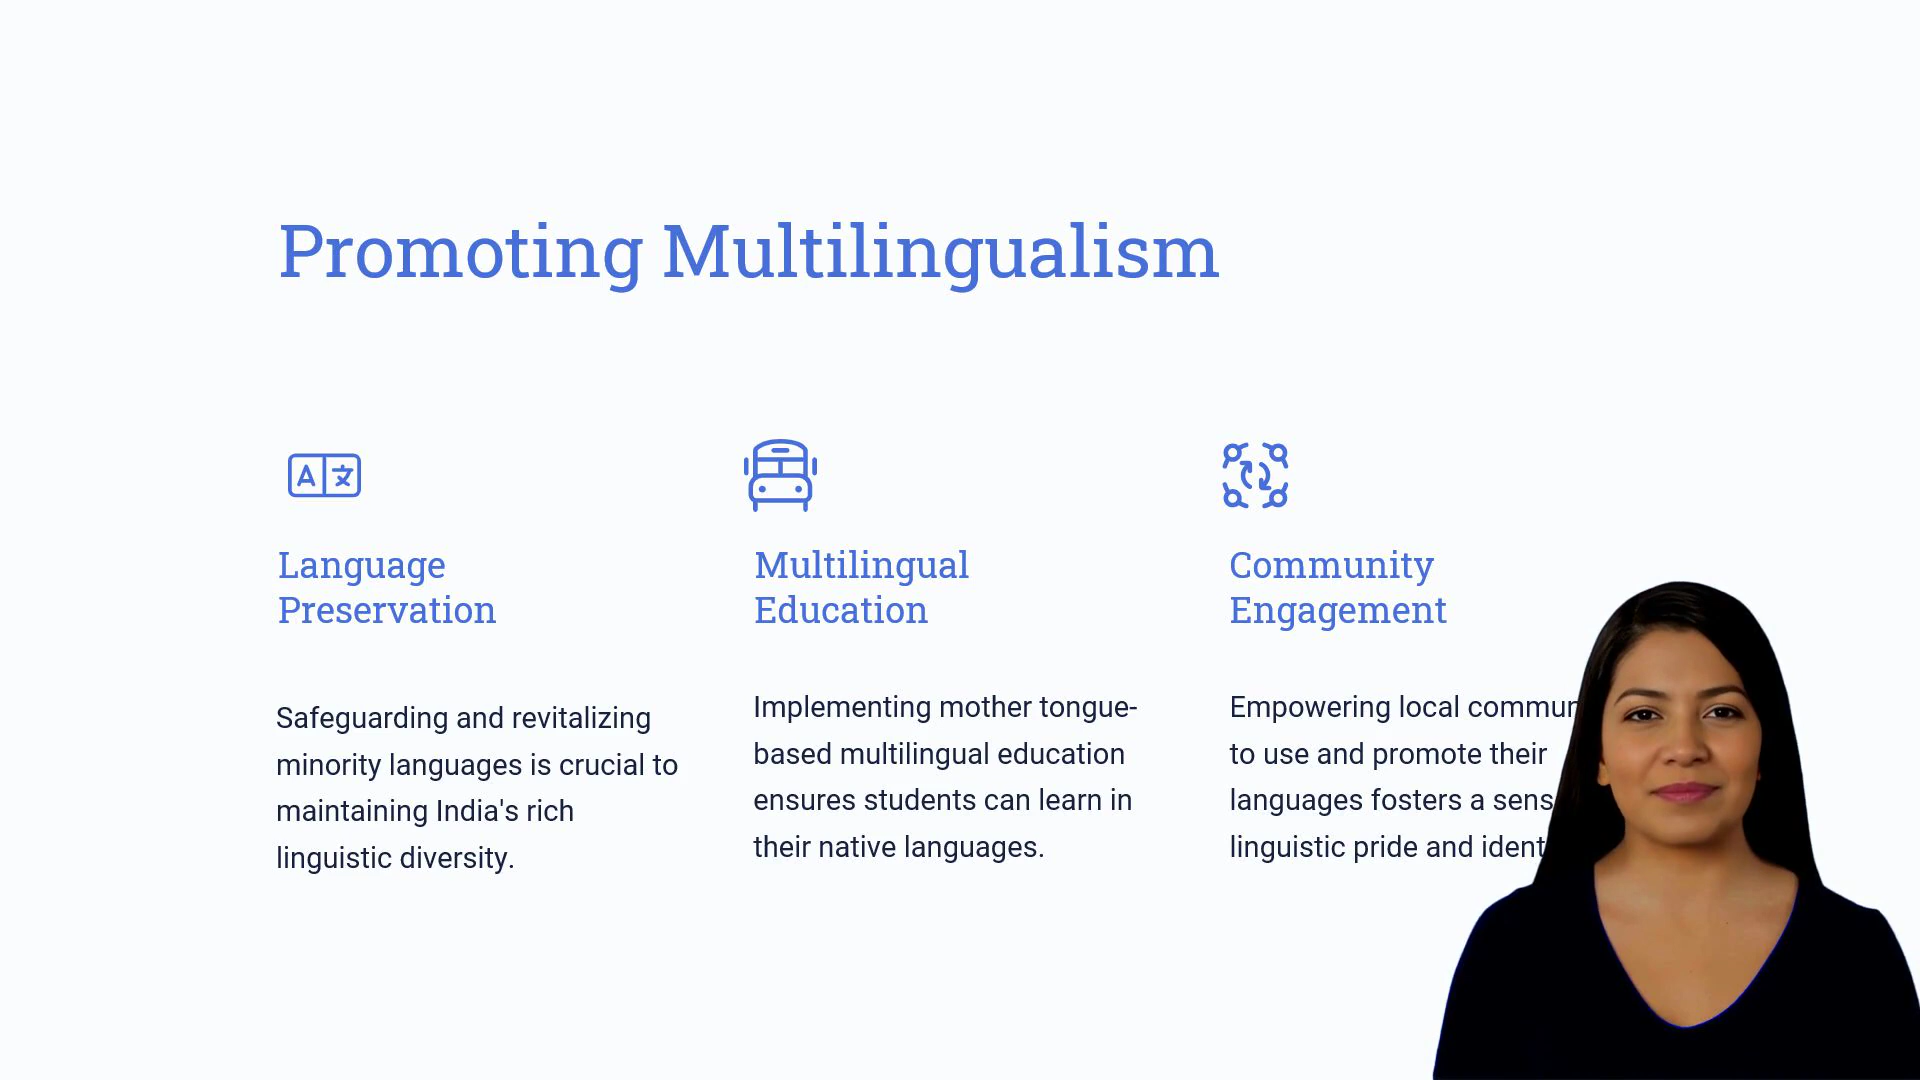 Promoting Multilingualism
A 文
Language
Preservation
Safeguarding and revitalizing
minority languages is crucial to
maintaining India's rich
linguistic diversity.
Multilingual
Education
Implementing mother tongue-
based multilingual education
ensures students can learn in
their native languages.
Community
Engagement
Empowering local
to use and promote their
languages fosters a
linguistic pride and